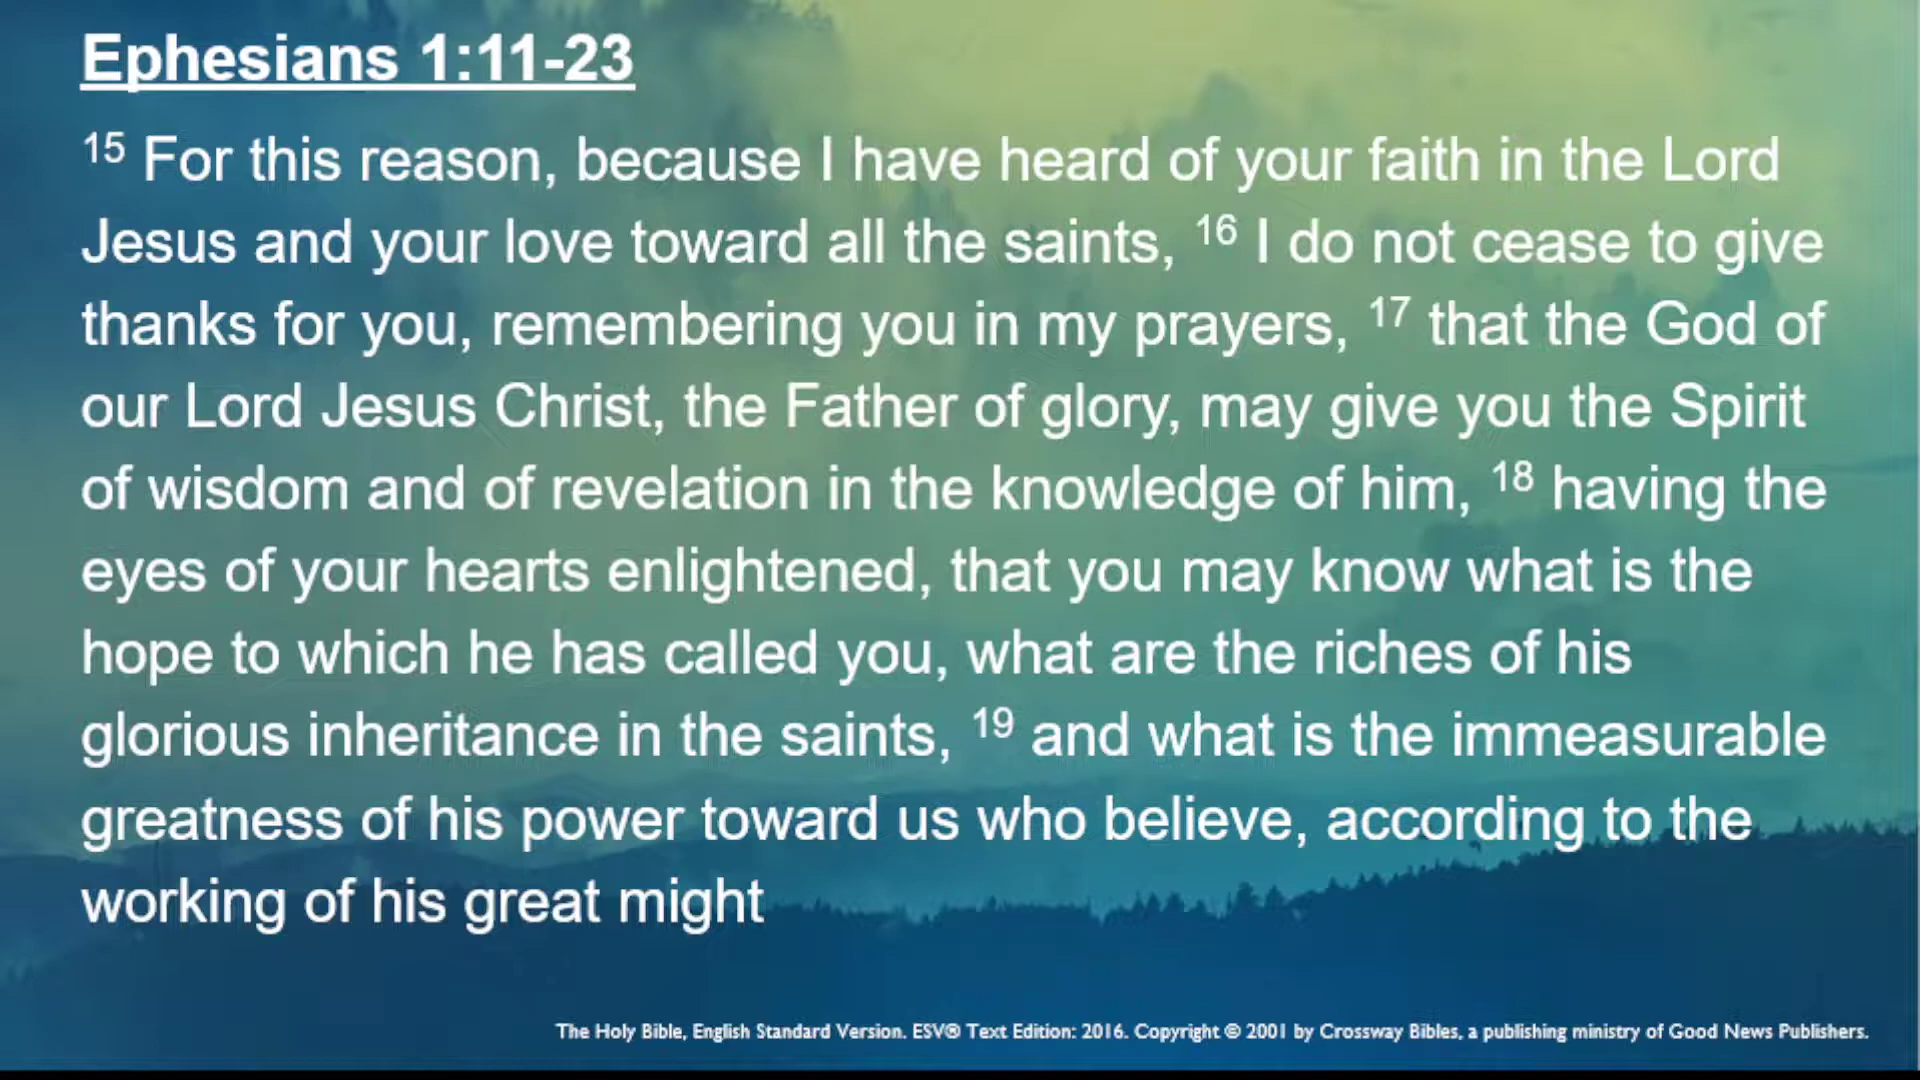 Ephesians 1:11-23
15 For this reason, because I have heard of your faith in the Lord
Jesus and your love toward all the saints, 16 I do not cease to give
thanks for you, remembering you in my prayers, 17 that the God of
our Lord Jesus Christ, the Father of glory, may give you the Spirit
of wisdom and of revelation in the knowledge of him, 18 having the
eyes of your hearts enlightened, that you may know what is the
hope to which he has called you, what are the riches of his
glorious inheritance in the saints, 19 and what is the immeasurable
greatness of his power toward us who believe, according to the
working of his great might
The Holy Bible, English Standard Version. ESV® Text Edition: 2016. Copyright © 2001 by Crossway Bibles, a publishing ministry of Good News Publishers.